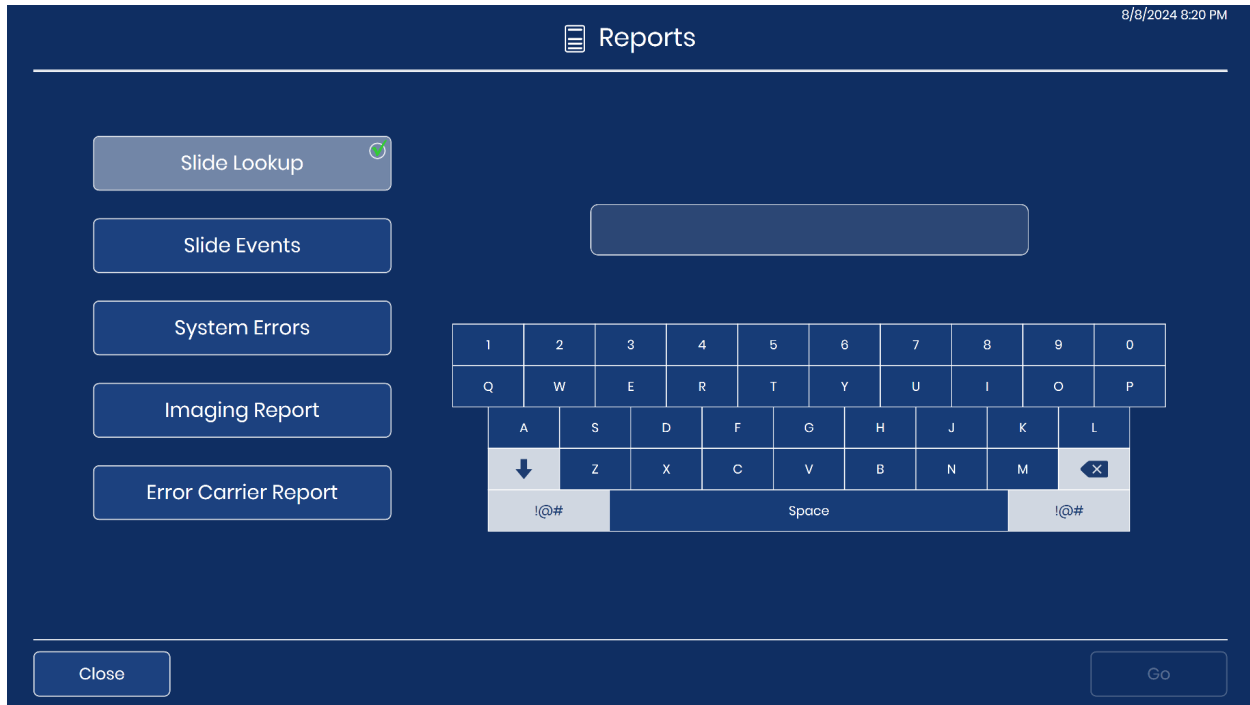 8/8/2024 8:20 PM
Reports
Slide Lookup
Slide Events
System Errors
Imaging Report
Error Carrier Report
1 2 3 4 5 6 7 8 9 0
Q W E R T Y U I O P
A S D F G H J K L
Z X C V B N M
!@# Space !@#
Close
Go